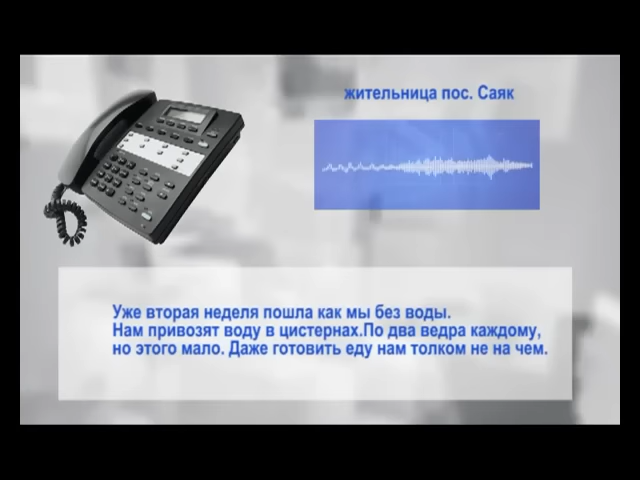 жительница пос. Саяк
Уже вторая неделя пошла как мы без воды.
Нам привозят воду в цистернах.По два ведра каждому,
но этого мало. Даже готовить еду нам толком не на чем.